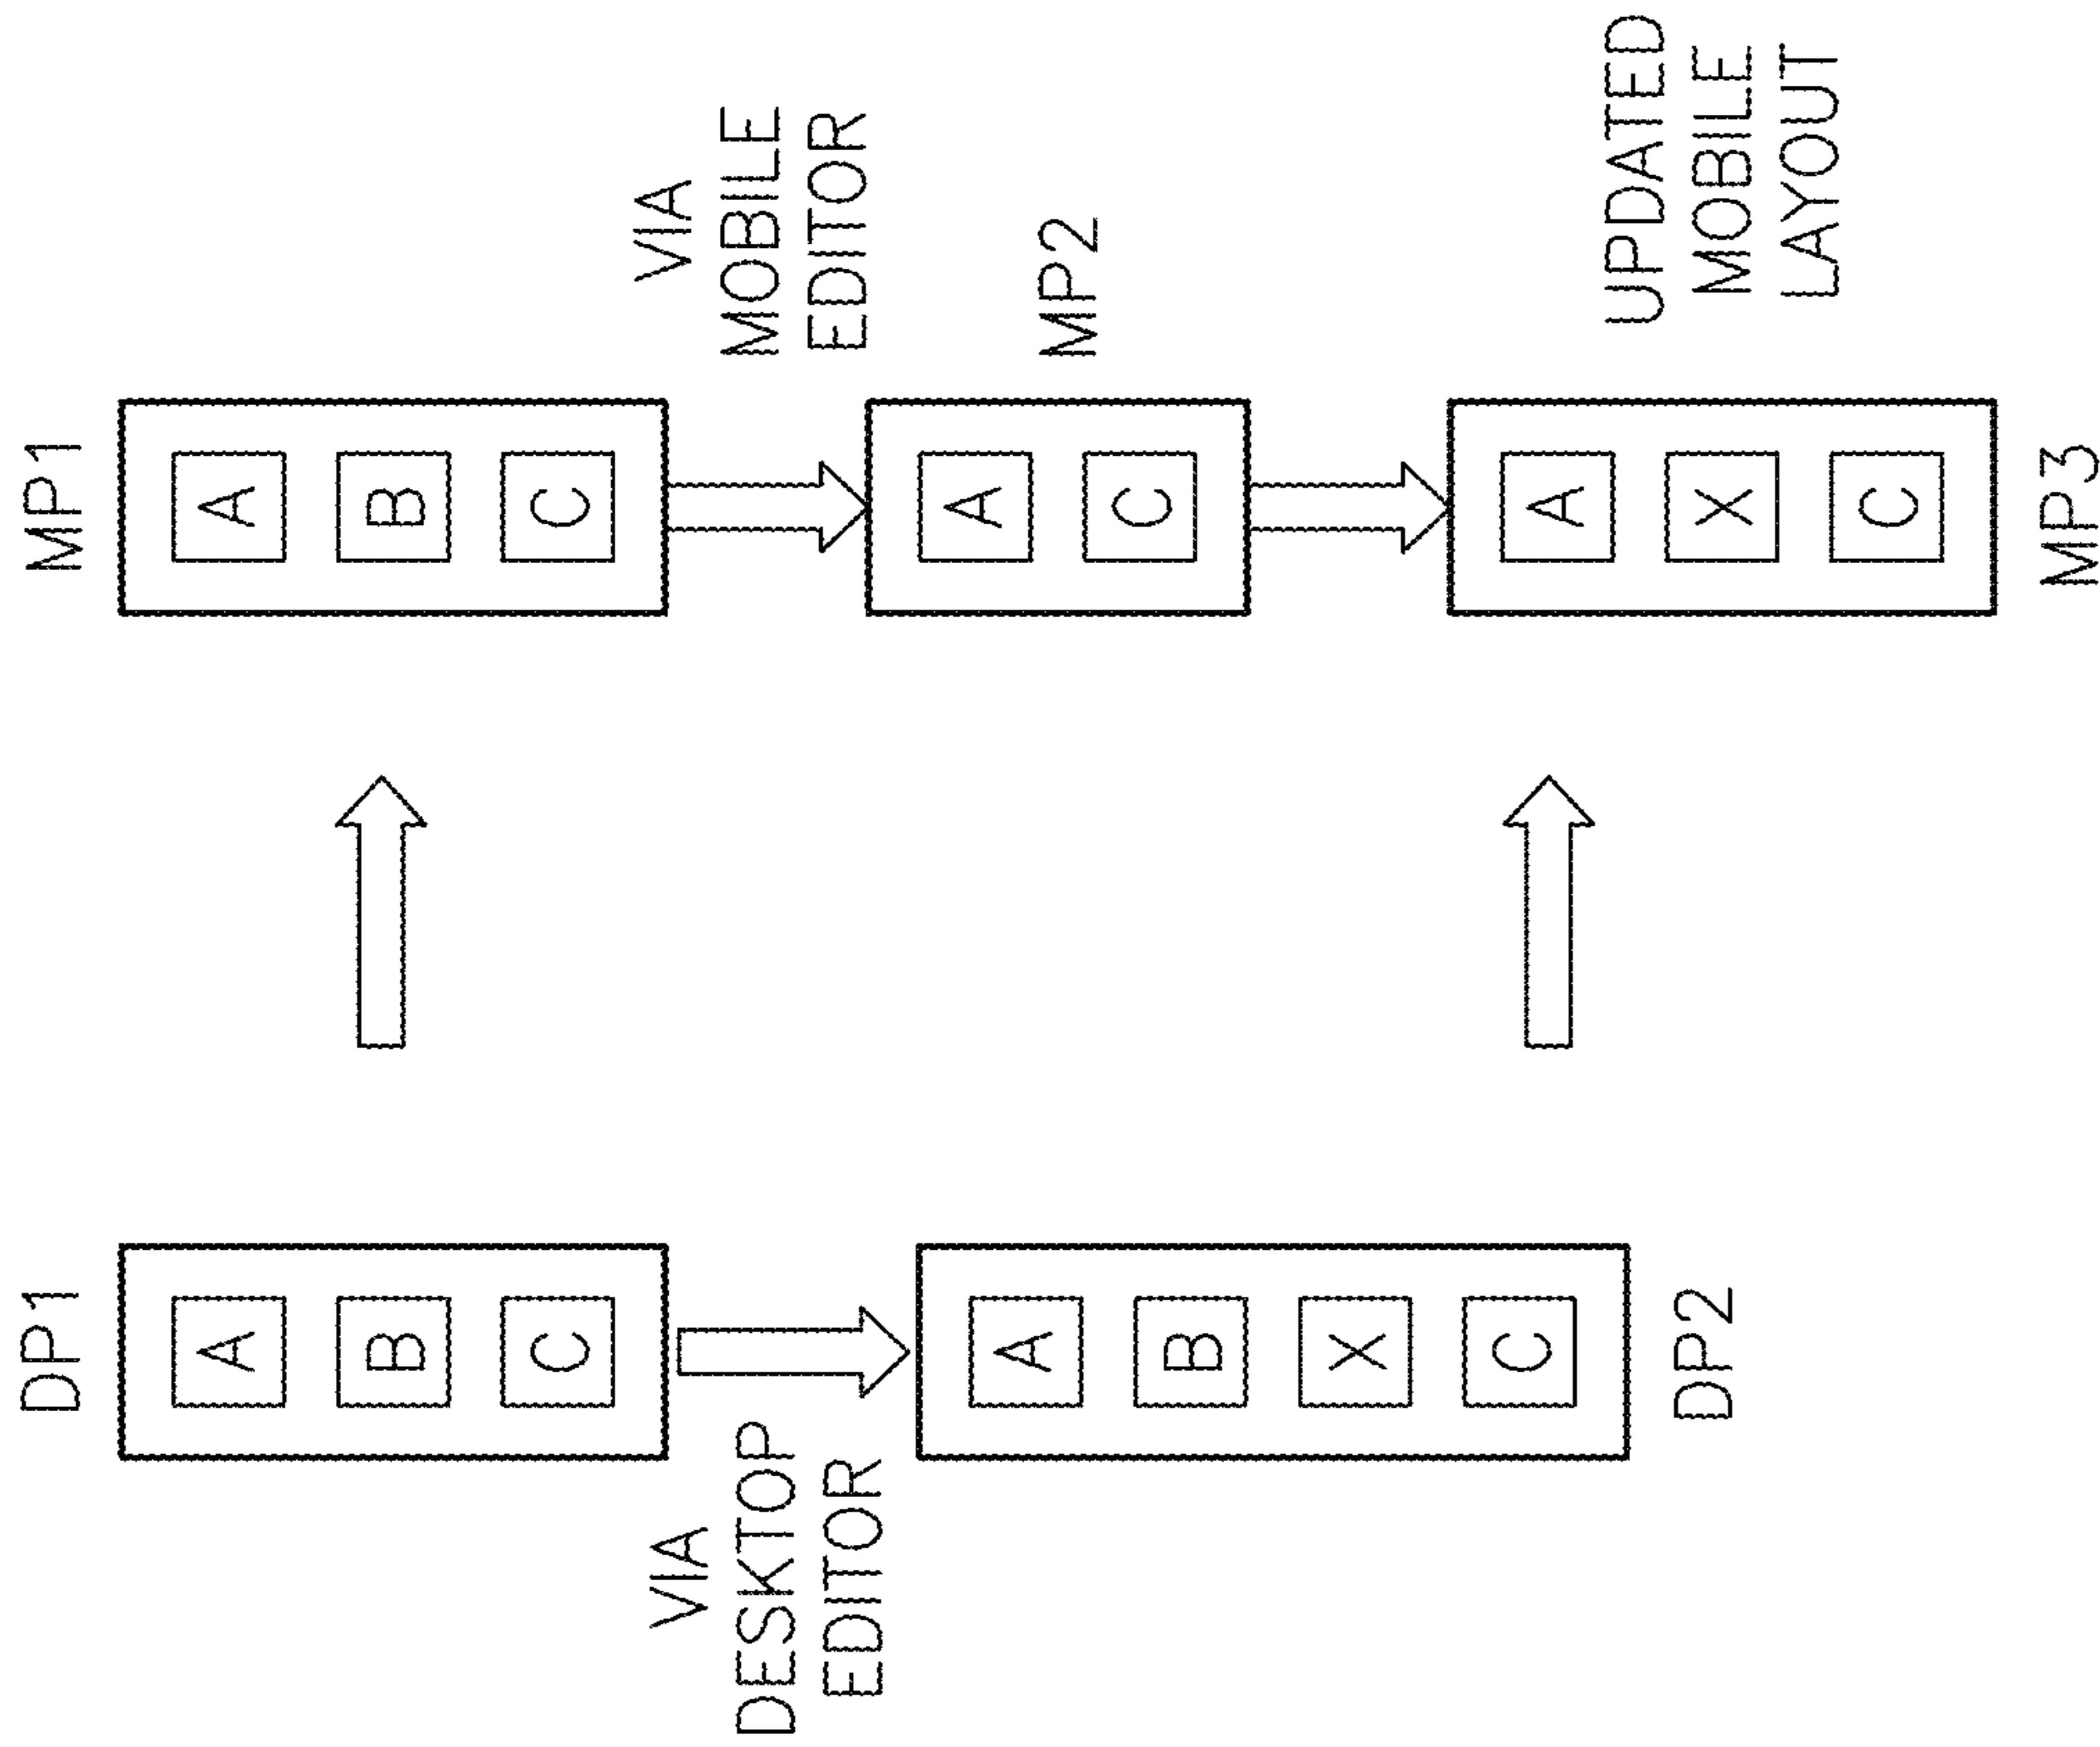 DP1
A
B
C
VIA
DESKTOP
EDITOR
A
B
X
C
DP2
MP1
A
B
C
VIA
MOBILE
EDITOR
A
MP2
C
A
UPDATED
X
MOBILE
LAYOUT
C
MP3